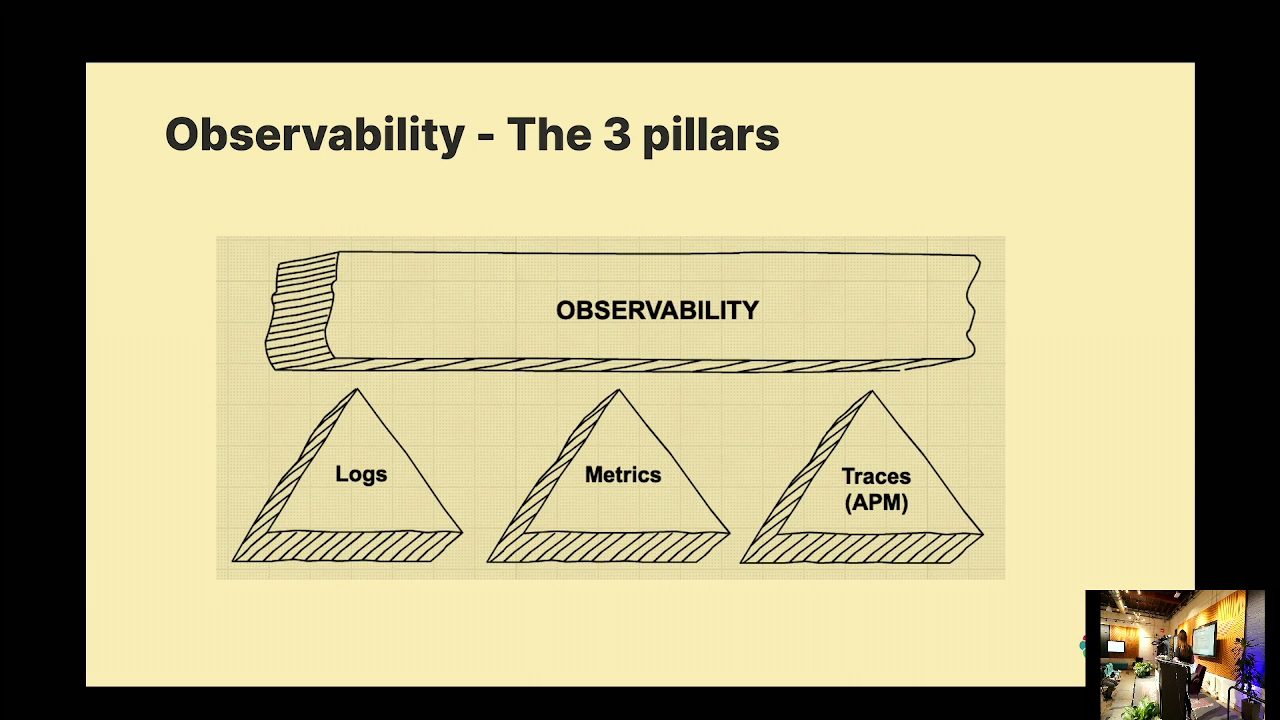 Observability - The 3 pillars
OBSERVABILITY
Logs
Metrics
Traces
(APM)